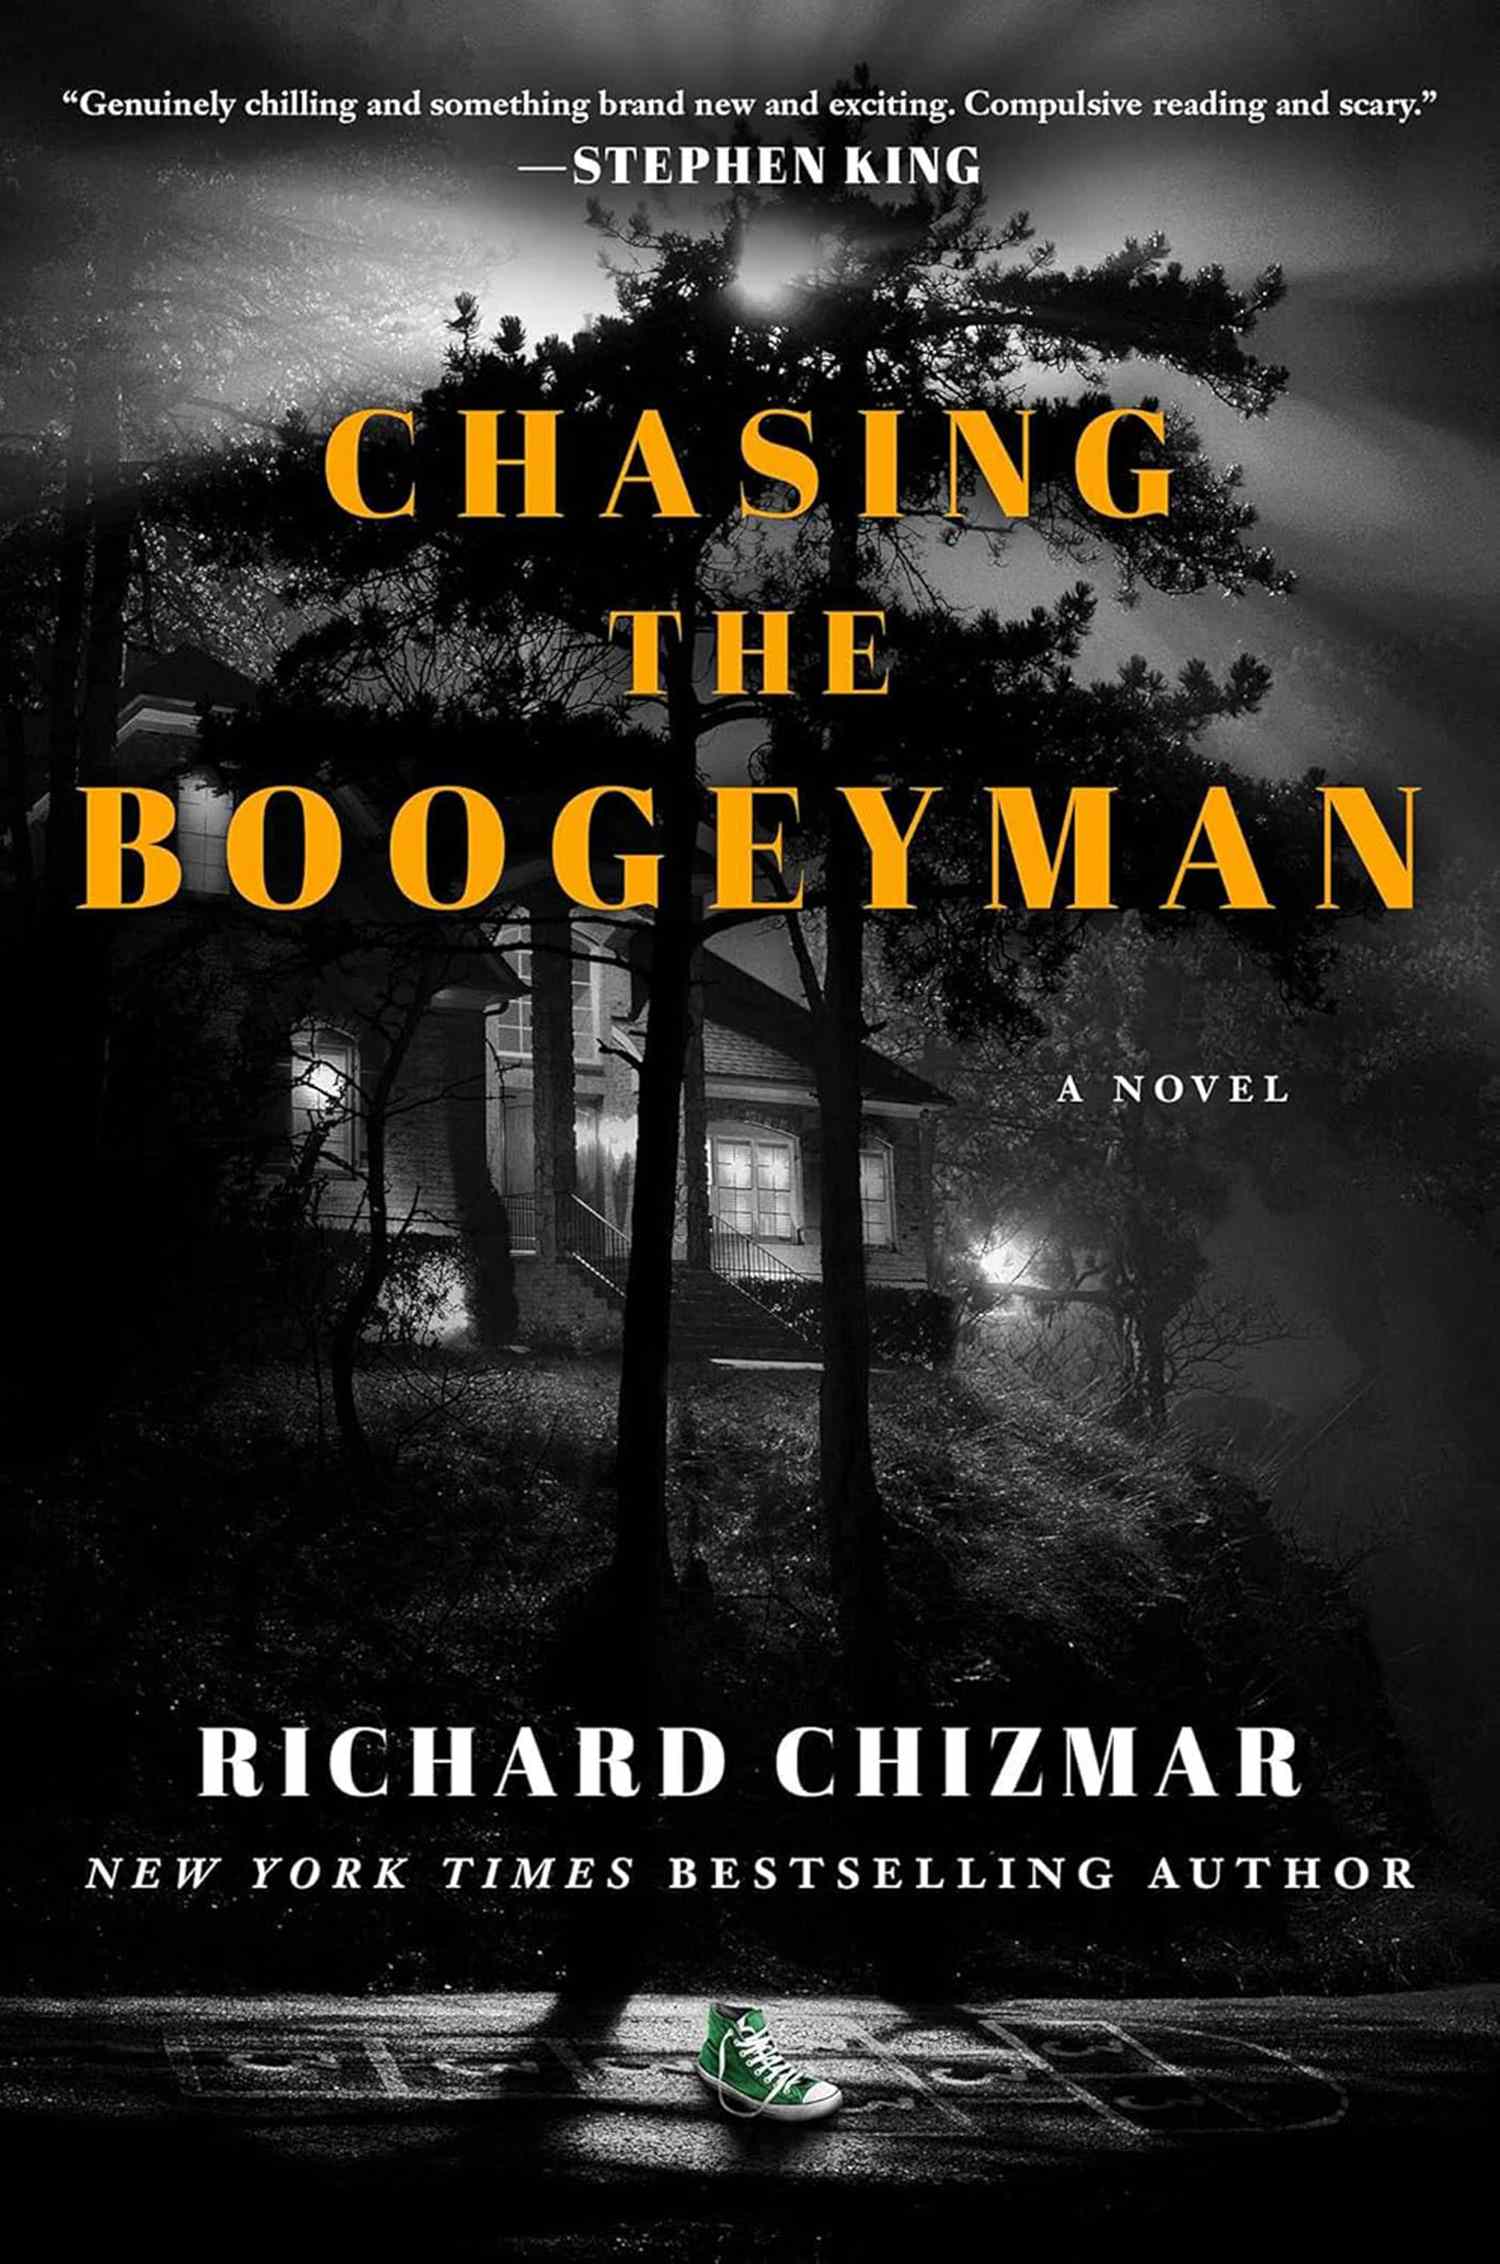 “Genuinely chilling and something brand new and exciting. Compulsive reading and scary.”
—STEPHEN KING
CHASING
THE
BOOGEYMAN
A NOVEL
RICHARD CHIZMAR
NEW YORK TIMES BESTSELLING AUTHOR